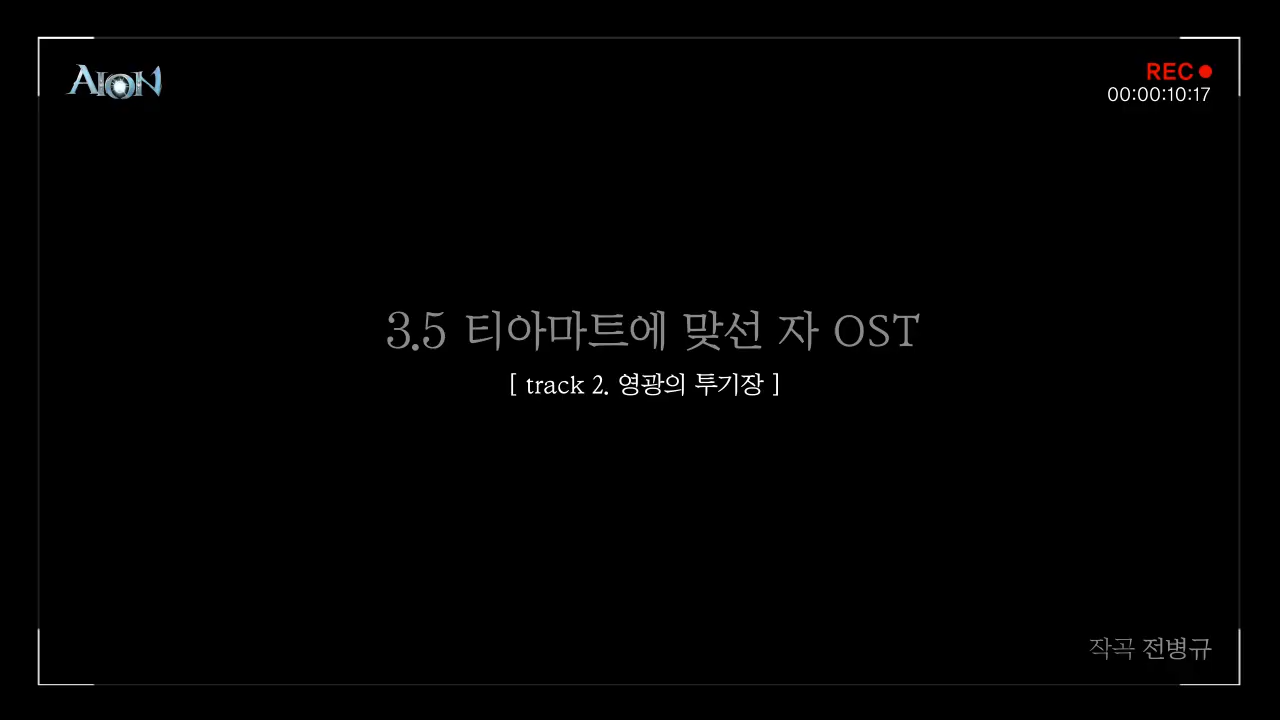 AION
REC
00:00:10:17
3.5 티아마트에 맞선 자 OST
[ track 2. 영광의 투기장 ]
작곡 전병규